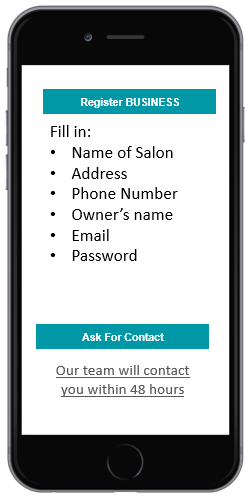 Register BUSINESS
Fill in:
• Name of Salon
• Address
• Phone Number
• Owner’s name
• Email
• Password
Ask For Contact
Our team will contact
you within 48 hours